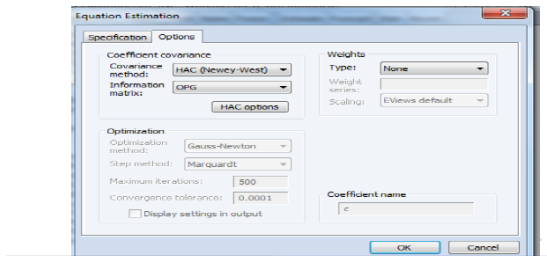 Equation Estimation
Specification Options
Coefficient covariance
Covariance method: HAC (Newey-West)
Information matrix: OPG
HAC options
Weights
Type: None
Weight series:
Scaling: EViews default
Optimization
Optimization method: Gauss-Newton
Step method: Marquardt
Maximum iterations: 500
Convergence tolerance: 0.0001
Display settings in output
Coefficient name
c
OK Cancel